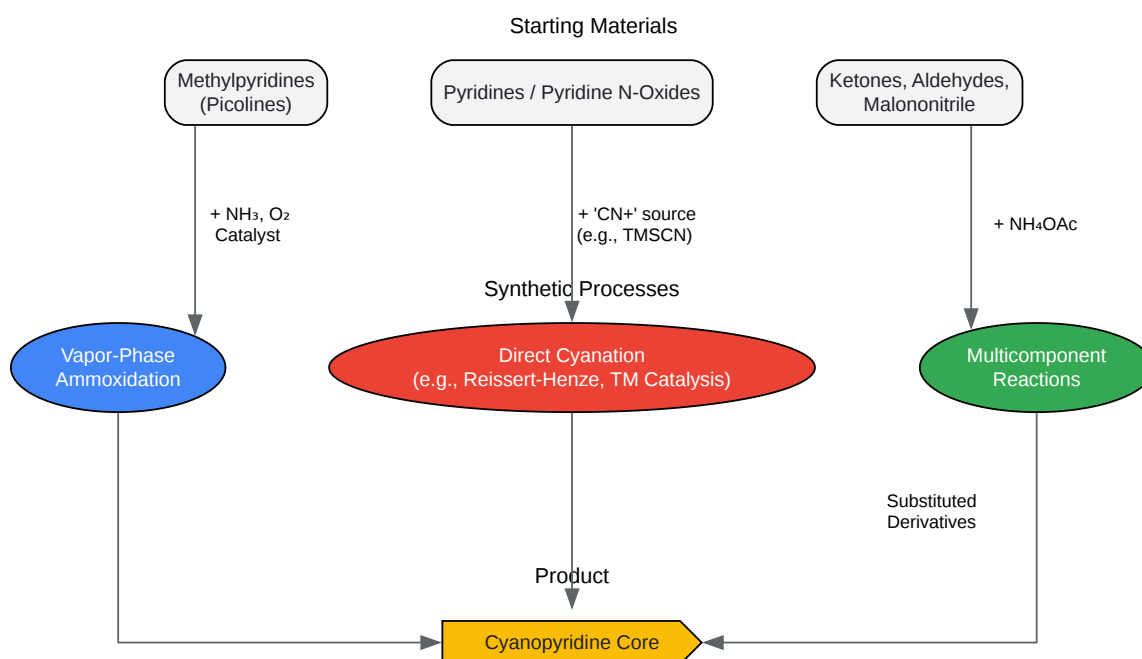 Starting Materials
Methylpyridines
(Picolines)
Pyridines / Pyridine N-Oxides
Ketones, Aldehydes,
Malononitrile
+ NH₃, O₂
Catalyst
+ 'CN+' source
(e.g., TMSCN)
+ NH₄OAc
Synthetic Processes
Vapor-Phase
Ammoxidation
Direct Cyanation
(e.g., Reissert-Henze, TM Catalysis)
Multicomponent
Reactions
Substituted
Derivatives
Product
Cyanopyridine Core